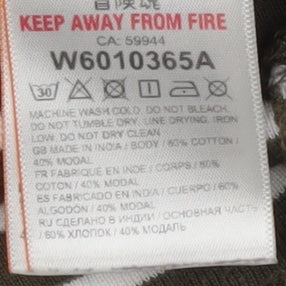 KEEP AWAY FROM FIRE
CA: 59944
W6010365A
30
MACHINE WASH COLD. DO NOT BLEACH.
DO NOT TUMBLE DRY. LINE DRYING. IRON
LOW. DO NOT DRY CLEAN
GB MADE IN INDIA / BODY / 60% COTTON /
40% MODAL
FR FABRIQUE EN INDE / CORPS / 60%
COTON / 40% MODAL
ES FABRICADO EN INDIA / CUERPO / 60%
ALGODÓN / 40% MODAL
RU СДЕЛАНО В ИНДИИ / ОСНОВНАЯ ЧАСТЬ
/ 60% ХЛОПОК / 40% МОДАЛЬ